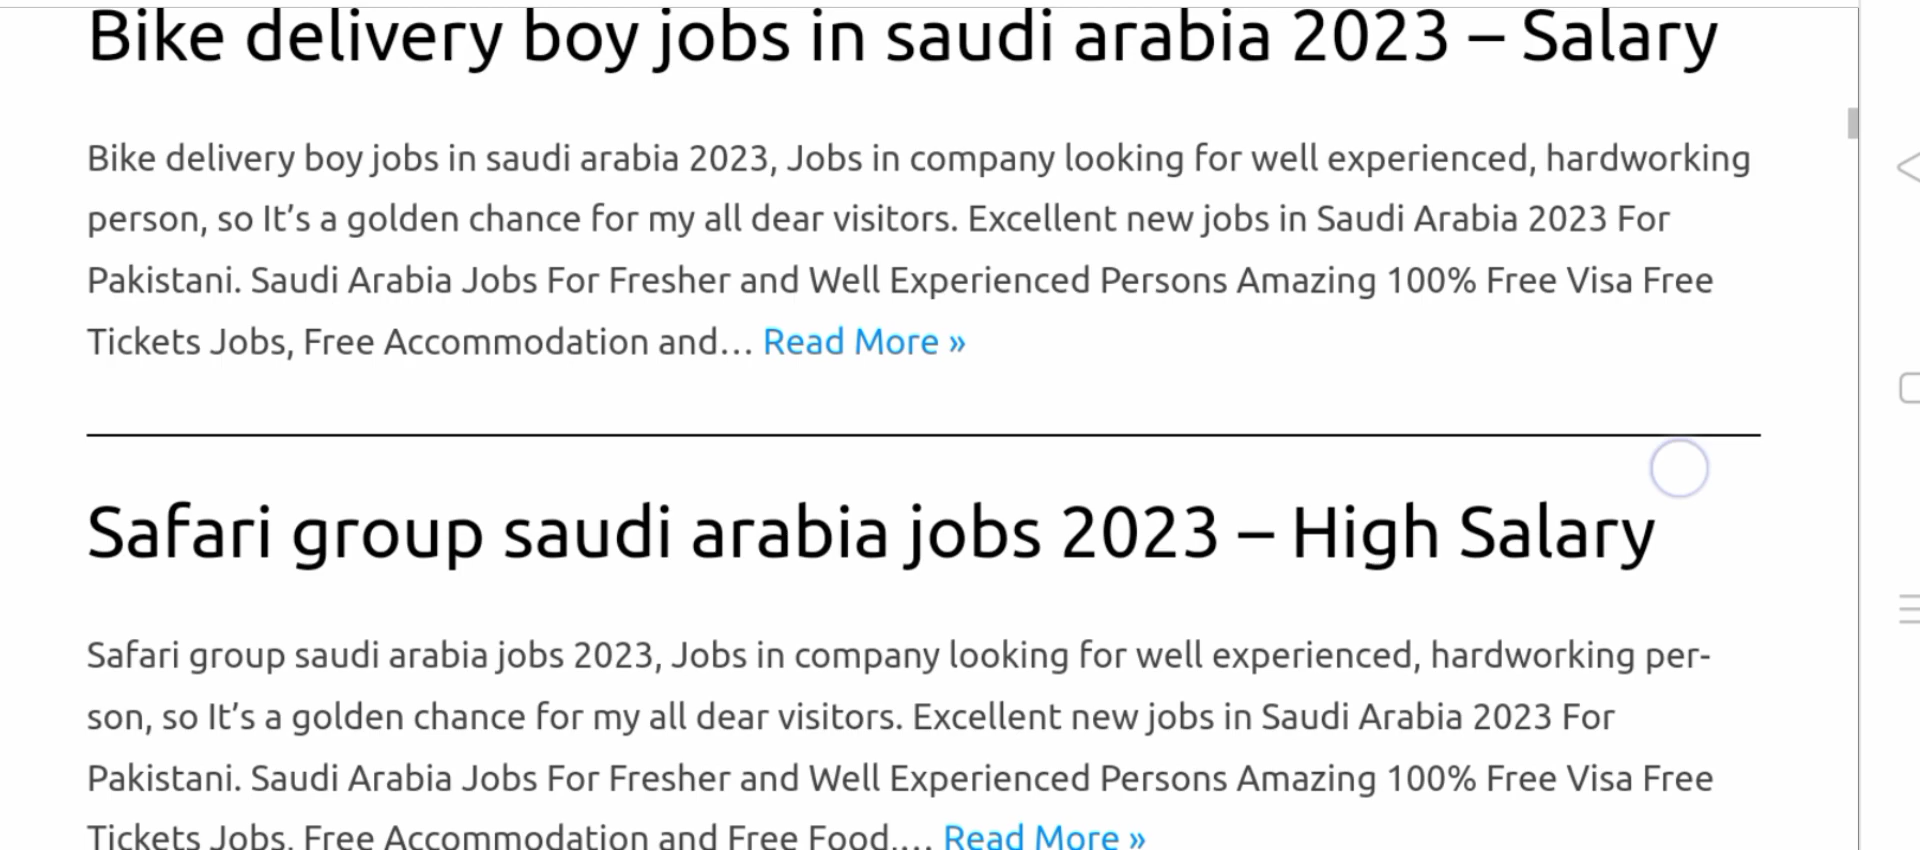 Bike delivery boy jobs in saudi arabia 2023 – Salary
Bike delivery boy jobs in saudi arabia 2023, Jobs in company looking for well experienced, hardworking
person, so It’s a golden chance for my all dear visitors. Excellent new jobs in Saudi Arabia 2023 For
Pakistani. Saudi Arabia Jobs For Fresher and Well Experienced Persons Amazing 100% Free Visa Free
Tickets Jobs, Free Accommodation and… Read More »
Safari group saudi arabia jobs 2023 – High Salary
Safari group saudi arabia jobs 2023, Jobs in company looking for well experienced, hardworking per-
son, so It’s a golden chance for my all dear visitors. Excellent new jobs in Saudi Arabia 2023 For
Pakistani. Saudi Arabia Jobs For Fresher and Well Experienced Persons Amazing 100% Free Visa Free
Tickets Jobs, Free Accommodation and Free Food,… Read More »